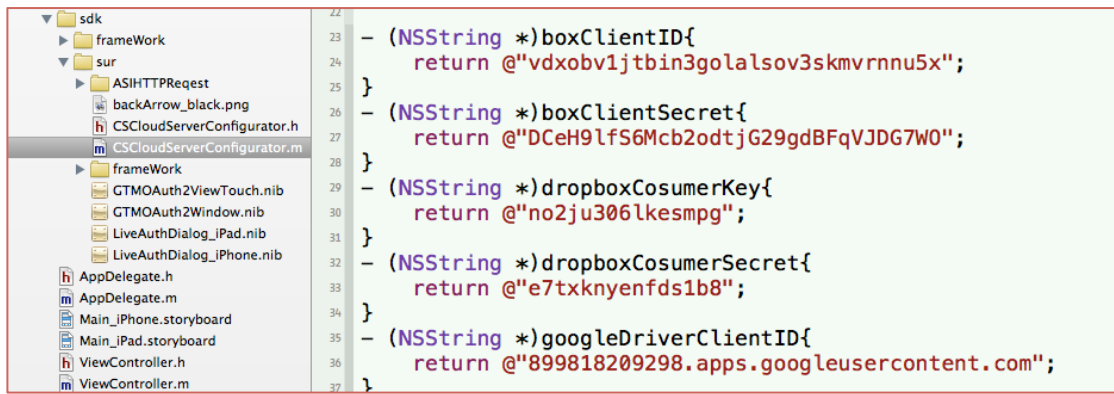 sdk
frameWork
sur
ASIHTTPReqest
backArrow_black.png
CSCloudServerConfigurator.h
CSCloudServerConfigurator.m
frameWork
GTMOAuth2ViewTouch.nib
GTMOAuth2Window.nib
LiveAuthDialog_iPad.nib
LiveAuthDialog_iPhone.nib
AppDelegate.h
AppDelegate.m
Main_iPhone.storyboard
Main_iPad.storyboard
ViewController.h
ViewController.m
22
23 - (NSString *)boxClientID{
24 return @"vdxobv1jtbin3golalsov3skmvrnnu5x";
25 }
26 - (NSString *)boxClientSecret{
27 return @"DCeH9lfS6Mcb2odtjG29gdBFqVJDG7WO";
28 }
29 - (NSString *)dropboxCosumerKey{
30 return @"no2ju306lkesmpg";
31 }
32 - (NSString *)dropboxCosumerSecret{
33 return @"e7txknyenfds1b8";
34 }
35 - (NSString *)googleDriverClientID{
36 return @"899818209298.apps.googleusercontent.com";
37 }